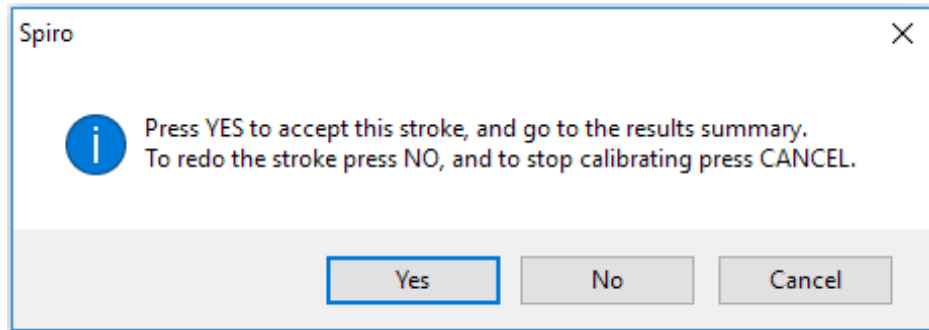 Spiro
Press YES to accept this stroke, and go to the results summary.
To redo the stroke press NO, and to stop calibrating press CANCEL.
Yes
No
Cancel